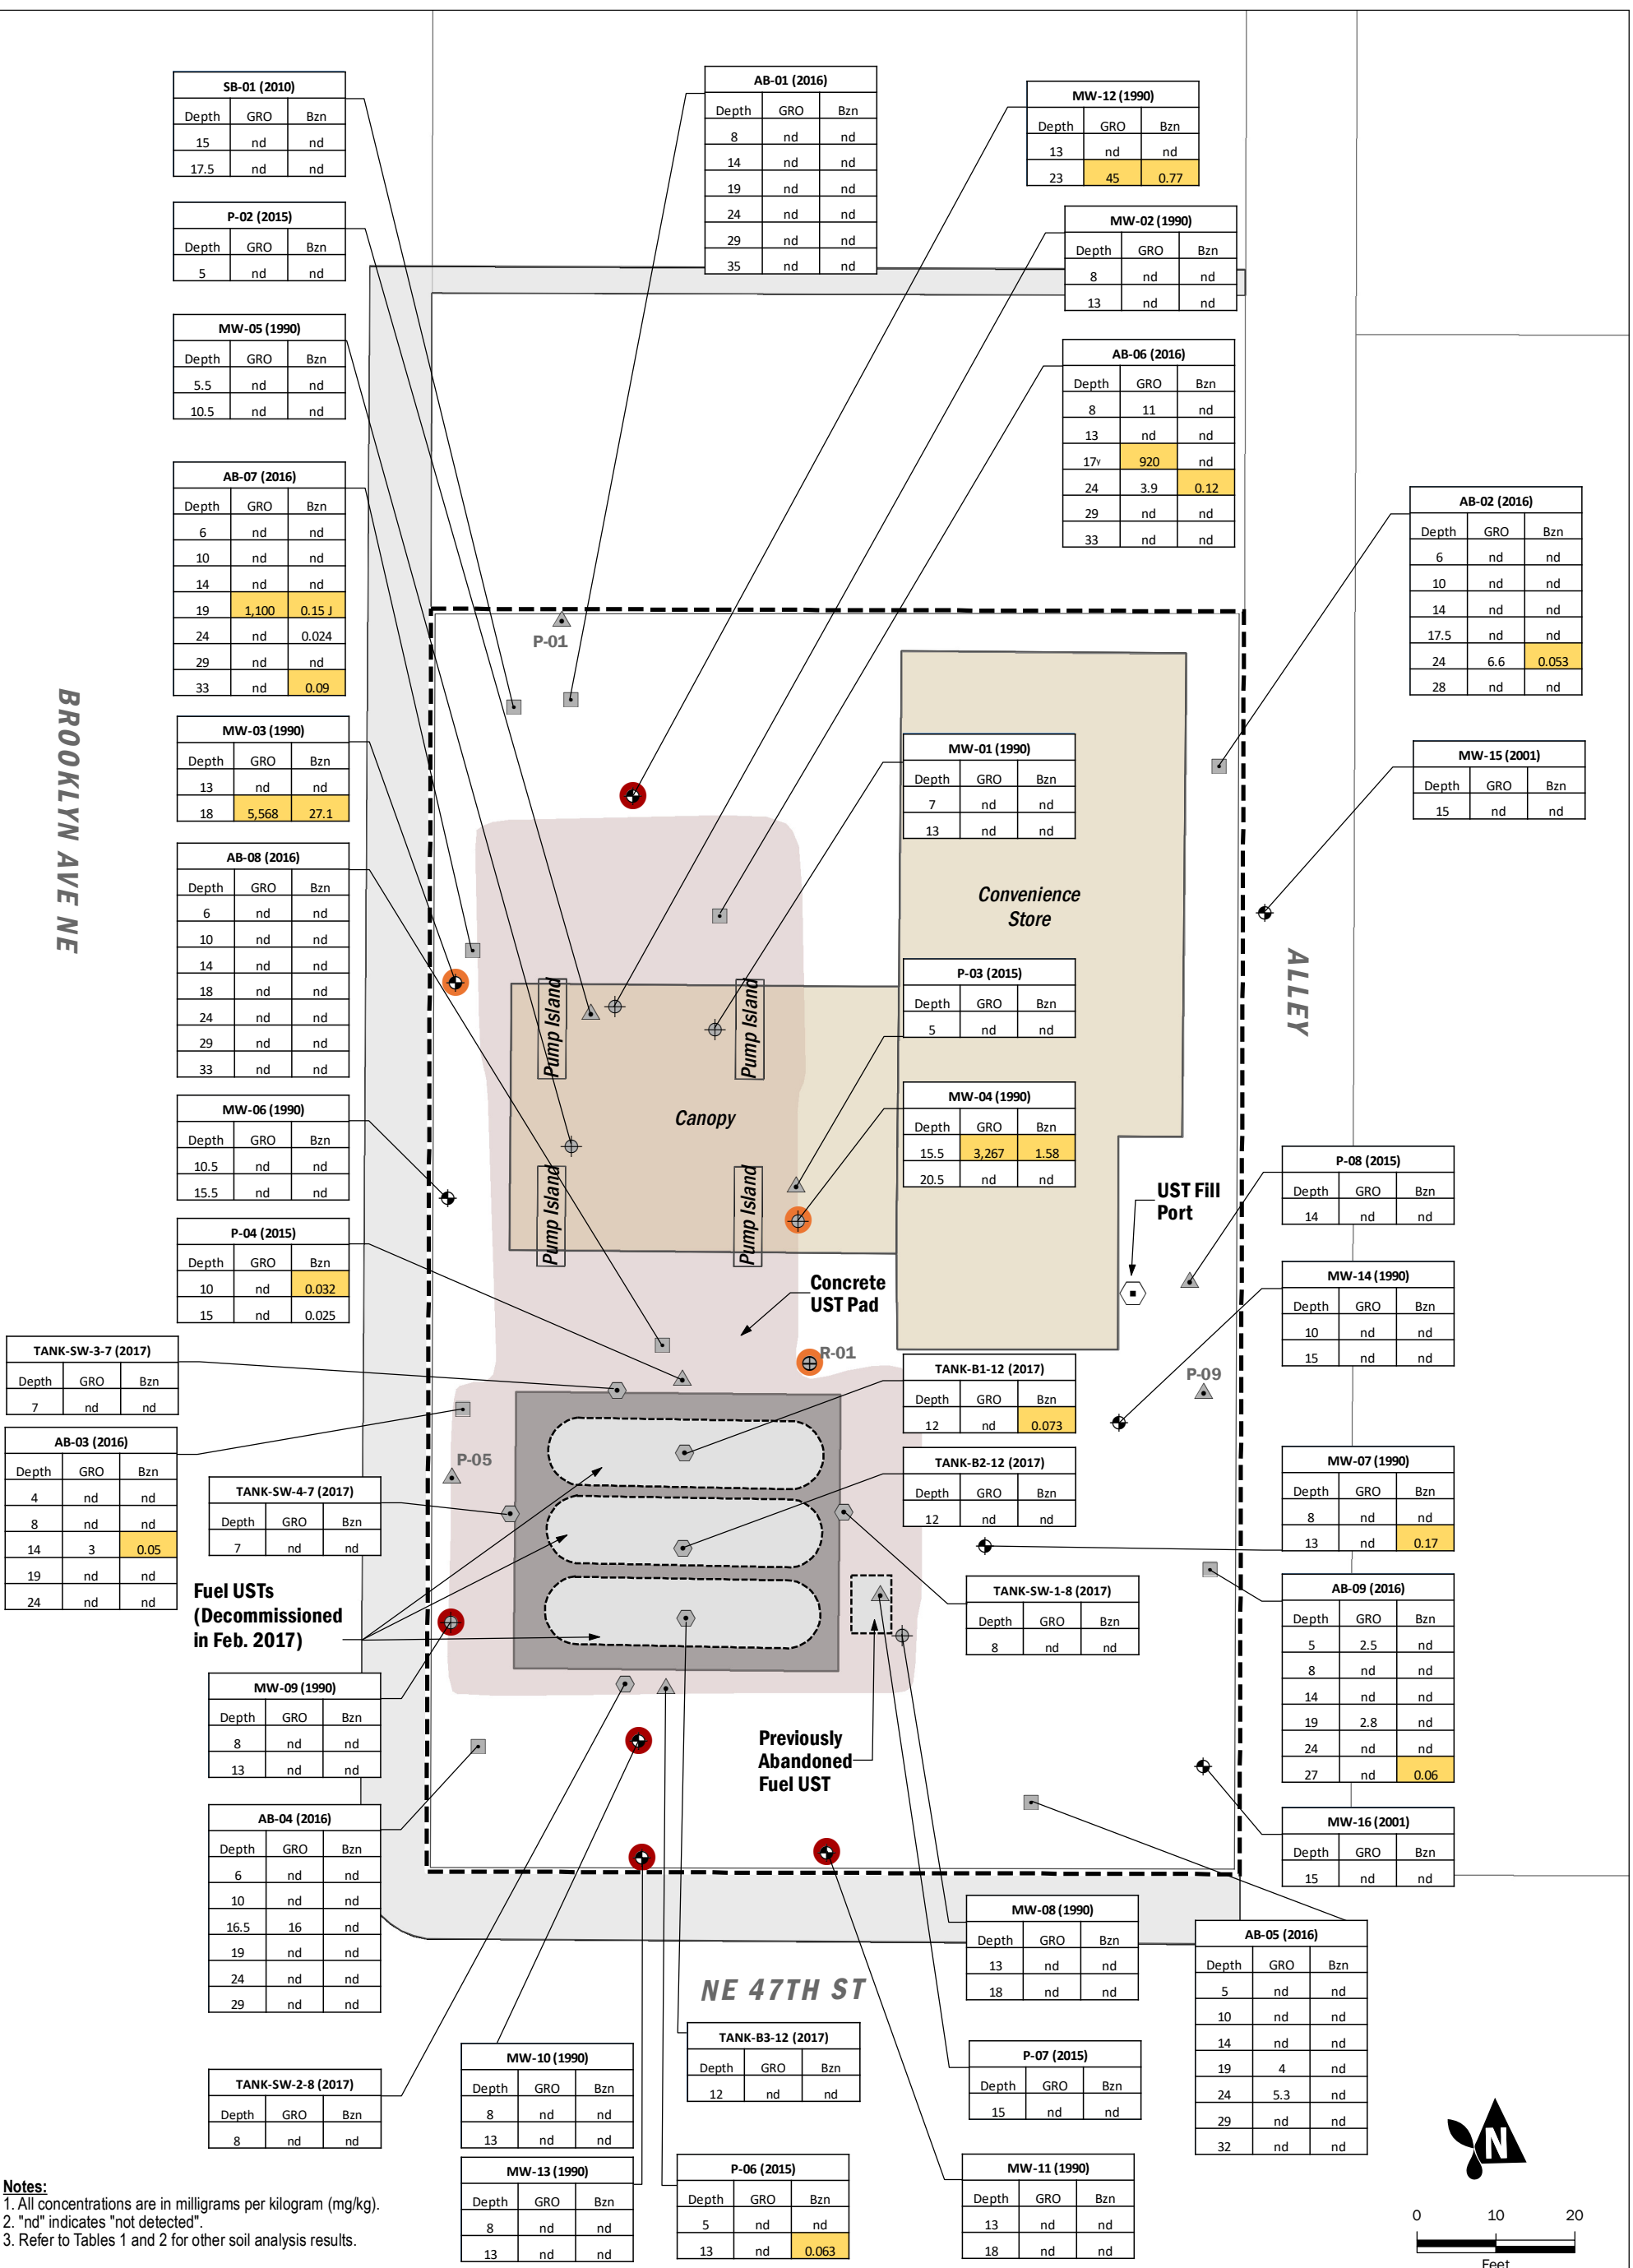 SB-01 (2010)
Depth GRO Bzn
15 nd nd
17.5 nd nd
P-02 (2015)
Depth GRO Bzn
5 nd nd
MW-05 (1990)
Depth GRO Bzn
5.5 nd nd
10.5 nd nd
AB-07 (2016)
Depth GRO Bzn
6 nd nd
10 nd nd
14 nd nd
19 1,100 0.15 J
24 nd 0.024
29 nd nd
33 nd 0.09
MW-03 (1990)
Depth GRO Bzn
13 nd nd
18 5,568 27.1
AB-08 (2016)
Depth GRO Bzn
6 nd nd
10 nd nd
14 nd nd
18 nd nd
24 nd nd
29 nd nd
33 nd nd
MW-06 (1990)
Depth GRO Bzn
10.5 nd nd
15.5 nd nd
P-04 (2015)
Depth GRO Bzn
10 nd 0.032
15 nd 0.025
TANK-SW-3-7 (2017)
Depth GRO Bzn
7 nd nd
AB-03 (2016)
Depth GRO Bzn
4 nd nd
8 nd nd
14 3 0.05
19 nd nd
24 nd nd
TANK-SW-4-7 (2017)
Depth GRO Bzn
7 nd nd
Fuel USTs
(Decommissioned
in Feb. 2017)
MW-09 (1990)
Depth GRO Bzn
8 nd nd
13 nd nd
AB-04 (2016)
Depth GRO Bzn
6 nd nd
10 nd nd
16.5 16 nd
19 nd nd
24 nd nd
29 nd nd
TANK-SW-2-8 (2017)
Depth GRO Bzn
8 nd nd
AB-01 (2016)
Depth GRO Bzn
8 nd nd
14 nd nd
19 nd nd
24 nd nd
29 nd nd
35 nd nd
MW-12 (1990)
Depth GRO Bzn
13 nd nd
23 45 0.77
MW-02 (1990)
Depth GRO Bzn
8 nd nd
13 nd nd
AB-06 (2016)
Depth GRO Bzn
8 11 nd
13 nd nd
17γ 920 nd
24 3.9 0.12
29 nd nd
33 nd nd
AB-02 (2016)
Depth GRO Bzn
6 nd nd
10 nd nd
14 nd nd
17.5 nd nd
24 6.6 0.053
28 nd nd
MW-15 (2001)
Depth GRO Bzn
15 nd nd
BROOKLYN AVE NE
P-01
MW-01 (1990)
Depth GRO Bzn
7 nd nd
13 nd nd
Convenience
Store
ALLEY
P-03 (2015)
Depth GRO Bzn
5 nd nd
Pump Island
Pump Island
Canopy
Pump Island
Pump Island
MW-04 (1990)
Depth GRO Bzn
15.5 3,267 1.58
20.5 nd nd
UST Fill
Port
P-08 (2015)
Depth GRO Bzn
14 nd nd
Concrete
UST Pad
MW-14 (1990)
Depth GRO Bzn
10 nd nd
15 nd nd
R-01
P-09
P-05
TANK-B1-12 (2017)
Depth GRO Bzn
12 nd 0.073
TANK-B2-12 (2017)
Depth GRO Bzn
12 nd nd
MW-07 (1990)
Depth GRO Bzn
8 nd nd
13 nd 0.17
TANK-SW-1-8 (2017)
Depth GRO Bzn
8 nd nd
AB-09 (2016)
Depth GRO Bzn
5 2.5 nd
8 nd nd
14 nd nd
19 2.8 nd
24 nd nd
27 nd 0.06
Previously
Abandoned
Fuel UST
MW-16 (2001)
Depth GRO Bzn
15 nd nd
MW-08 (1990)
Depth GRO Bzn
13 nd nd
18 nd nd
AB-05 (2016)
Depth GRO Bzn
5 nd nd
10 nd nd
14 nd nd
19 4 nd
24 5.3 nd
29 nd nd
32 nd nd
NE 47TH ST
TANK-B3-12 (2017)
Depth GRO Bzn
12 nd nd
P-07 (2015)
Depth GRO Bzn
15 nd nd
MW-10 (1990)
Depth GRO Bzn
8 nd nd
13 nd nd
MW-13 (1990)
Depth GRO Bzn
8 nd nd
13 nd nd
P-06 (2015)
Depth GRO Bzn
5 nd nd
13 nd 0.063
MW-11 (1990)
Depth GRO Bzn
13 nd nd
18 nd nd
N
0 10 20
Feet
Notes:
1. All concentrations are in milligrams per kilogram (mg/kg).
2. "nd" indicates "not detected".
3. Refer to Tables 1 and 2 for other soil analysis results.